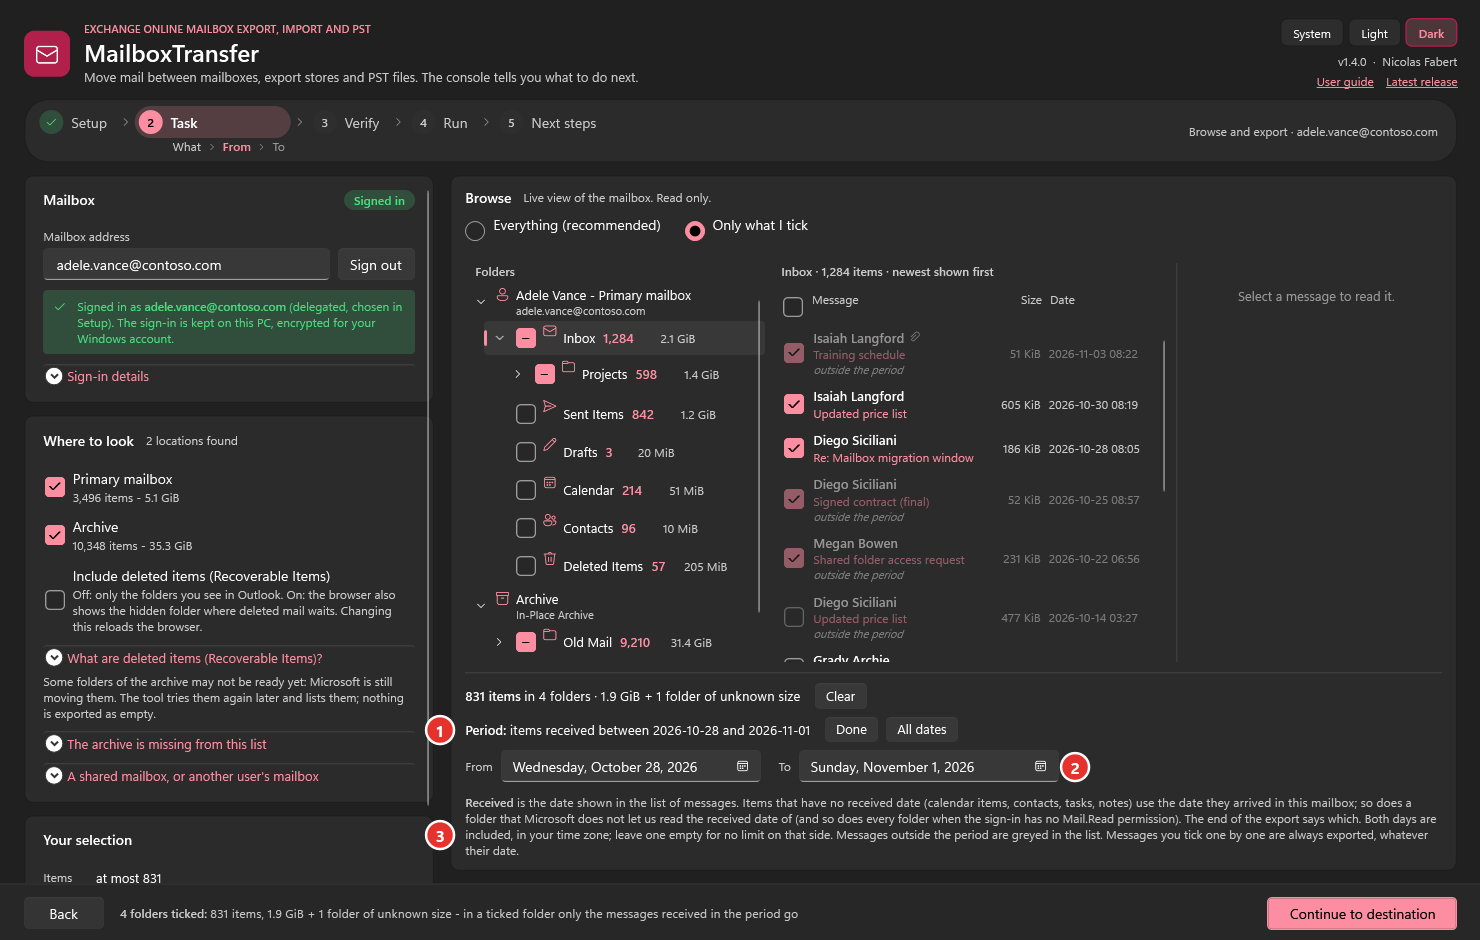 EXCHANGE ONLINE MAILBOX EXPORT, IMPORT AND PST
MailboxTransfer
Move mail between mailboxes, export stores and PST files. The console tells you what to do next.
System
Light
Dark
v1.4.0 · Nicolas Fabert
User guide
Latest release
Setup
2 Task
3 Verify
4 Run
5 Next steps
What
From
To
Browse and export · adele.vance@contoso.com
Mailbox
Signed in
Mailbox address
adele.vance@contoso.com
Sign out
Signed in as adele.vance@contoso.com (delegated, chosen in
Setup). The sign-in is kept on this PC, encrypted for your
Windows account.
Sign-in details
Where to look 2 locations found
Primary mailbox
3,496 items - 5.1 GiB
Archive
10,348 items - 35.3 GiB
Include deleted items (Recoverable Items)
Off: only the folders you see in Outlook. On: the browser also
shows the hidden folder where deleted mail waits. Changing
this reloads the browser.
What are deleted items (Recoverable Items)?
Some folders of the archive may not be ready yet: Microsoft is still
moving them. The tool tries them again later and lists them; nothing
is exported as empty.
The archive is missing from this list
A shared mailbox, or another user's mailbox
Your selection
Items at most 831
Browse Live view of the mailbox. Read only.
Everything (recommended)
Only what I tick
Folders
Adele Vance - Primary mailbox
adele.vance@contoso.com
Inbox 1,284 2.1 GiB
Projects 598 1.4 GiB
Sent Items 842 1.2 GiB
Drafts 3 20 MiB
Calendar 214 51 MiB
Contacts 96 10 MiB
Deleted Items 57 205 MiB
Archive
In-Place Archive
Old Mail 9,210 31.4 GiB
Inbox · 1,284 items · newest shown first
Message Size Date
Isaiah Langford
Training schedule 51 KiB 2026-11-03 08:22
outside the period
Isaiah Langford
Updated price list 605 KiB 2026-10-30 08:19
Diego Siciliani
Re: Mailbox migration window 186 KiB 2026-10-28 08:05
Diego Siciliani
Signed contract (final) 52 KiB 2026-10-25 08:57
outside the period
Megan Bowen
Shared folder access request 231 KiB 2026-10-22 06:56
outside the period
Diego Siciliani
Updated price list 477 KiB 2026-10-14 03:27
outside the period
Grady Archie
Select a message to read it.
831 items in 4 folders · 1.9 GiB + 1 folder of unknown size
Clear
1
Period: items received between 2026-10-28 and 2026-11-01
Done
All dates
From Wednesday, October 28, 2026
To Sunday, November 1, 2026
2
3
Received is the date shown in the list of messages. Items that have no received date (calendar items, contacts, tasks, notes) use the date they arrived in this mailbox; so does a
folder that Microsoft does not let us read the received date of (and so does every folder when the sign-in has no Mail.Read permission). The end of the export says which. Both days are
included, in your time zone; leave one empty for no limit on that side. Messages outside the period are greyed in the list. Messages you tick one by one are always exported, whatever
their date.
Back
4 folders ticked: 831 items, 1.9 GiB + 1 folder of unknown size - in a ticked folder only the messages received in the period go
Continue to destination